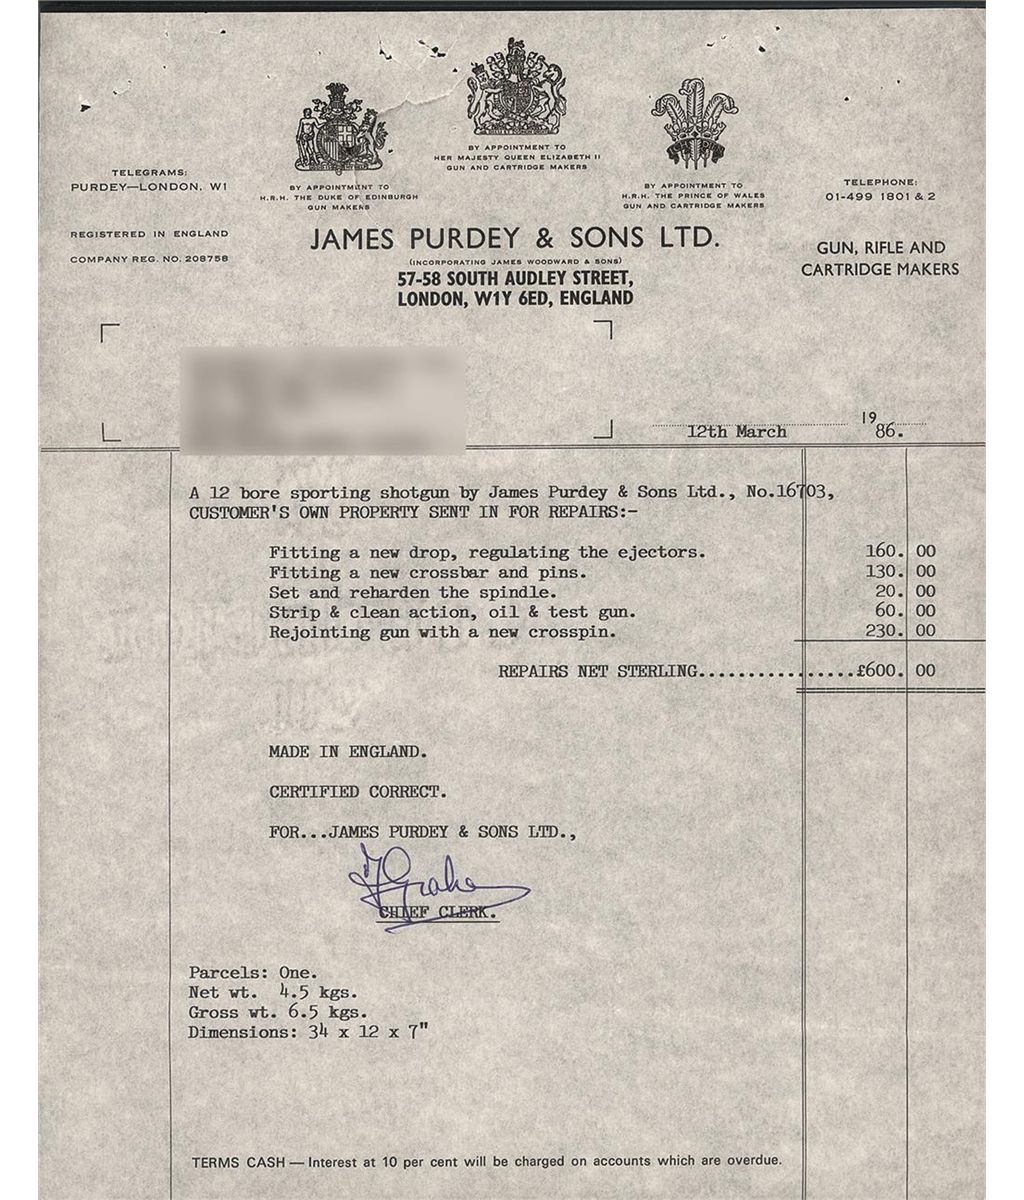 BY APPOINTMENT TO
HER MAJESTY QUEEN ELIZABETH II
GUN AND CARTRIDGE MAKERS
BY APPOINTMENT TO
H.R.H. THE DUKE OF EDINBURGH
GUN MAKERS
BY APPOINTMENT TO
H.R.H. THE PRINCE OF WALES
GUN AND CARTRIDGE MAKERS
TELEGRAMS:
PURDEY—LONDON, W1
REGISTERED IN ENGLAND
COMPANY REG. NO. 208758
TELEPHONE:
01-499 1801 & 2
JAMES PURDEY & SONS LTD.
(INCORPORATING JAMES WOODWARD & SONS)
57-58 SOUTH AUDLEY STREET,
LONDON, W1Y 6ED, ENGLAND
GUN, RIFLE AND
CARTRIDGE MAKERS
12th March 1986.
A 12 bore sporting shotgun by James Purdey & Sons Ltd., No.16703,
CUSTOMER'S OWN PROPERTY SENT IN FOR REPAIRS:-
Fitting a new drop, regulating the ejectors. 160. 00
Fitting a new crossbar and pins. 130. 00
Set and reharden the spindle. 20. 00
Strip & clean action, oil & test gun. 60. 00
Rejointing gun with a new crosspin. 230. 00
REPAIRS NET STERLING................£600. 00
MADE IN ENGLAND.
CERTIFIED CORRECT.
FOR...JAMES PURDEY & SONS LTD.,
CHIEF CLERK.
Parcels: One.
Net wt. 4.5 kgs.
Gross wt. 6.5 kgs.
Dimensions: 34 x 12 x 7"
TERMS CASH — Interest at 10 per cent will be charged on accounts which are overdue.